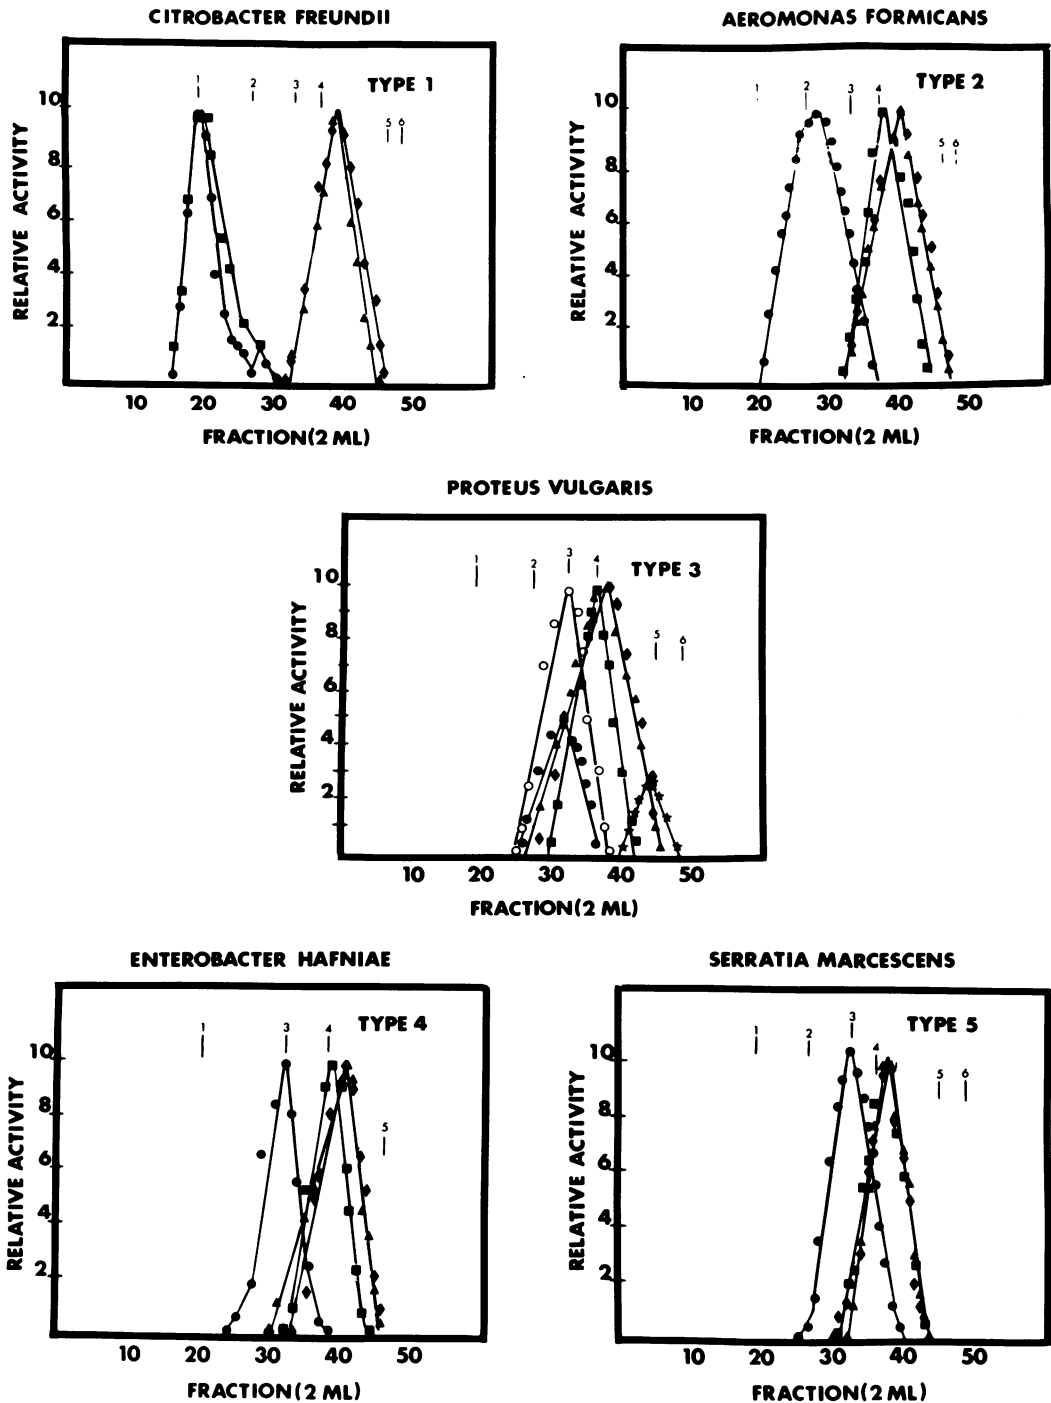 CITROBACTER FREUNDII
TYPE 1
1 2 3 4
5 6
10
8
6
4
2
RELATIVE ACTIVITY
10 20 30 40 50
FRACTION(2 ML)
AEROMONAS FORMICANS
TYPE 2
1 2 3 4
5 6
10
8
6
4
2
RELATIVE ACTIVITY
10 20 30 40 50
FRACTION(2 ML)
PROTEUS VULGARIS
TYPE 3
1 2 3 4
5 6
10
8
6
4
2
RELATIVE ACTIVITY
10 20 30 40 50
FRACTION(2 ML)
ENTEROBACTER HAFNIAE
TYPE 4
1 3 4
5
10
8
6
4
2
RELATIVE ACTIVITY
10 20 30 40 50
FRACTION(2 ML)
SERRATIA MARCESCENS
TYPE 5
1 2 3 4
5 6
10
8
6
4
2
RELATIVE ACTIVITY
10 20 30 40 50
FRACTION(2 ML)